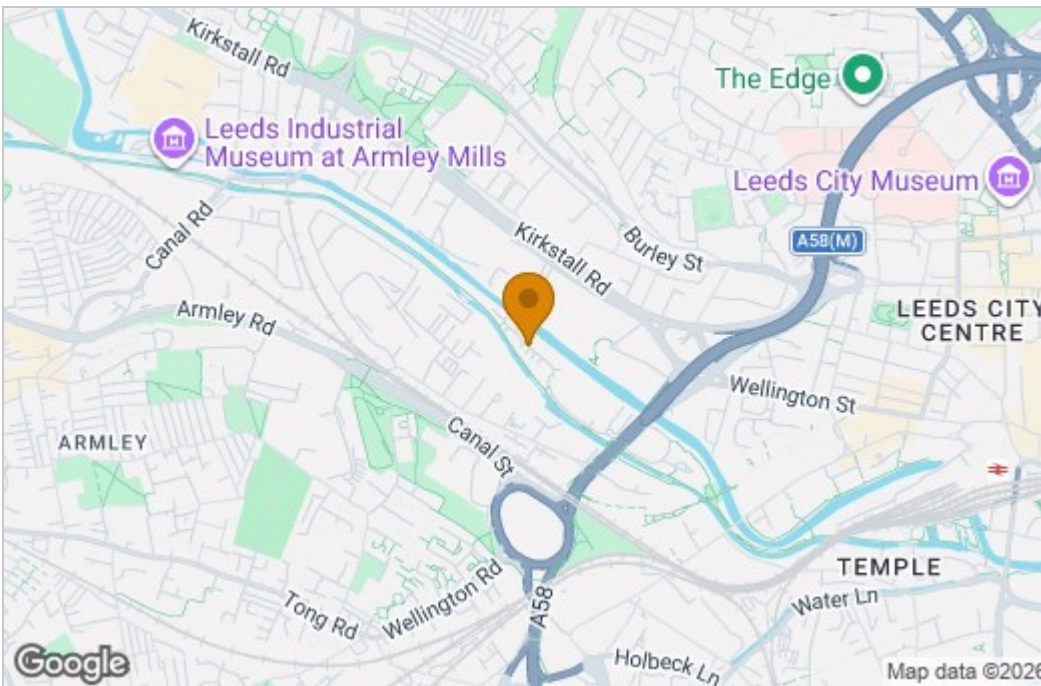 Kirkstall Rd
The Edge
Leeds Industrial
Museum at Armley Mills
Leeds City Museum
Canal Rd
Kirkstall Rd
Burley St
A58(M)
Armley Rd
LEEDS CITY
CENTRE
Wellington St
ARMLEY
Canal St
TEMPLE
Tong Rd
Wellington Rd
A58
Water Ln
Holbeck Ln
Google
Map data ©2026